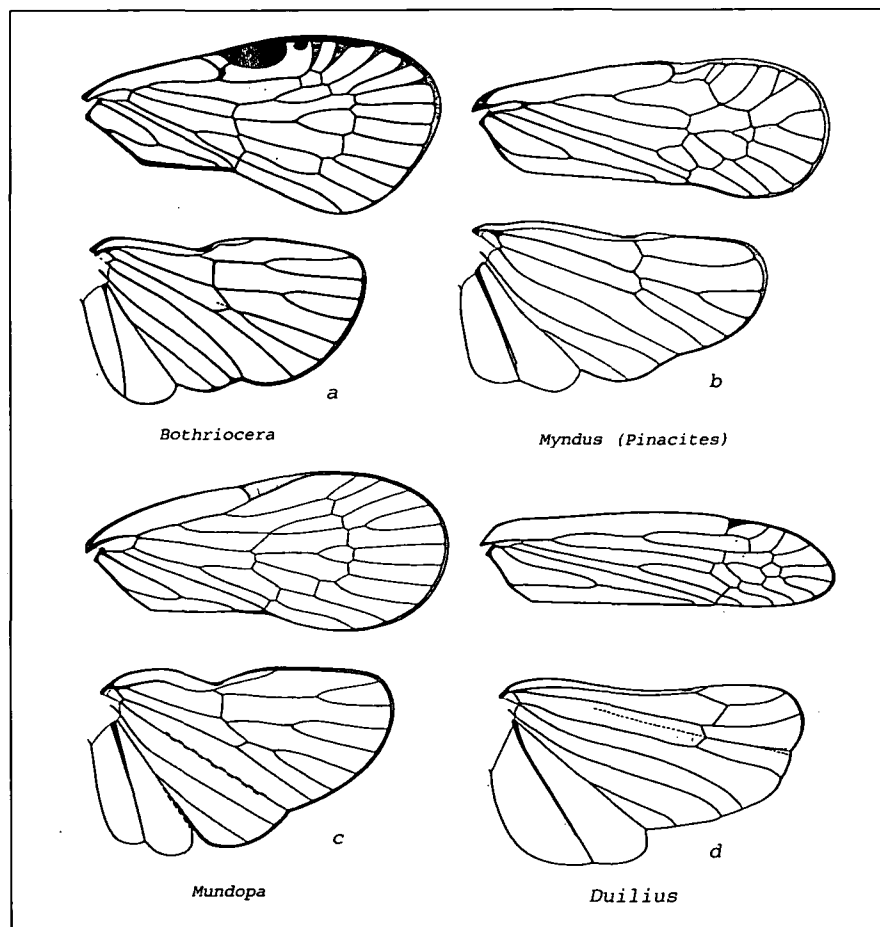 a
b
Bothriocera
Myndus (Pinacites)
c
d
Mundopa
Duilius